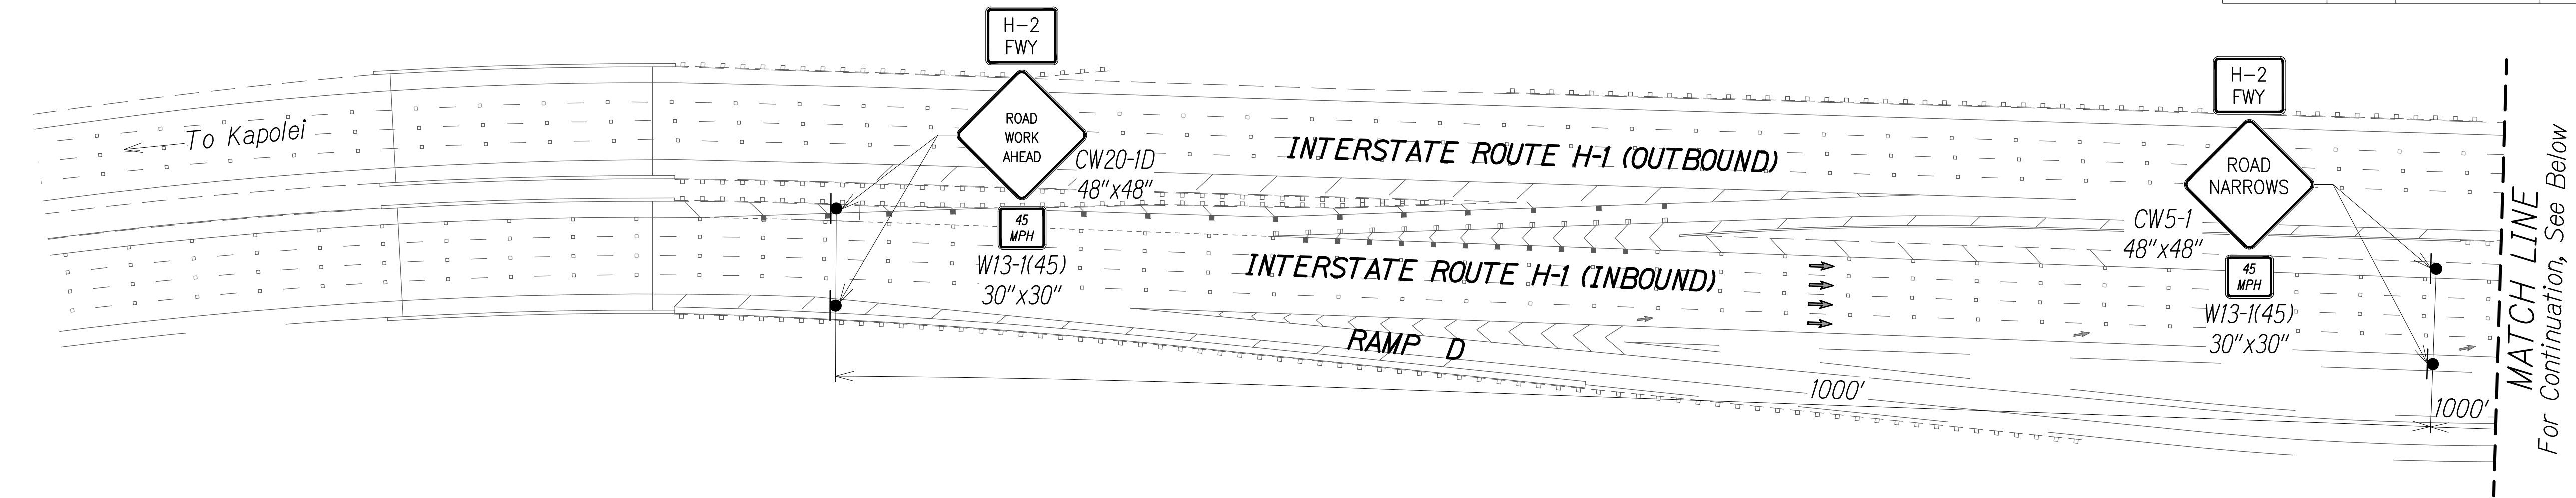 To Kapolei
H-2
FWY
ROAD
WORK
AHEAD
CW20-1D
48"x48"
45
MPH
W13-1(45)
30"x30"
INTERSTATE ROUTE H-1 (OUTBOUND)
INTERSTATE ROUTE H-1 (INBOUND)
RAMP D
1000'
H-2
FWY
ROAD
NARROWS
CW5-1
48"x48"
45
MPH
W13-1(45)
30"x30"
1000'
MATCH LINE
For Continuation, See Below